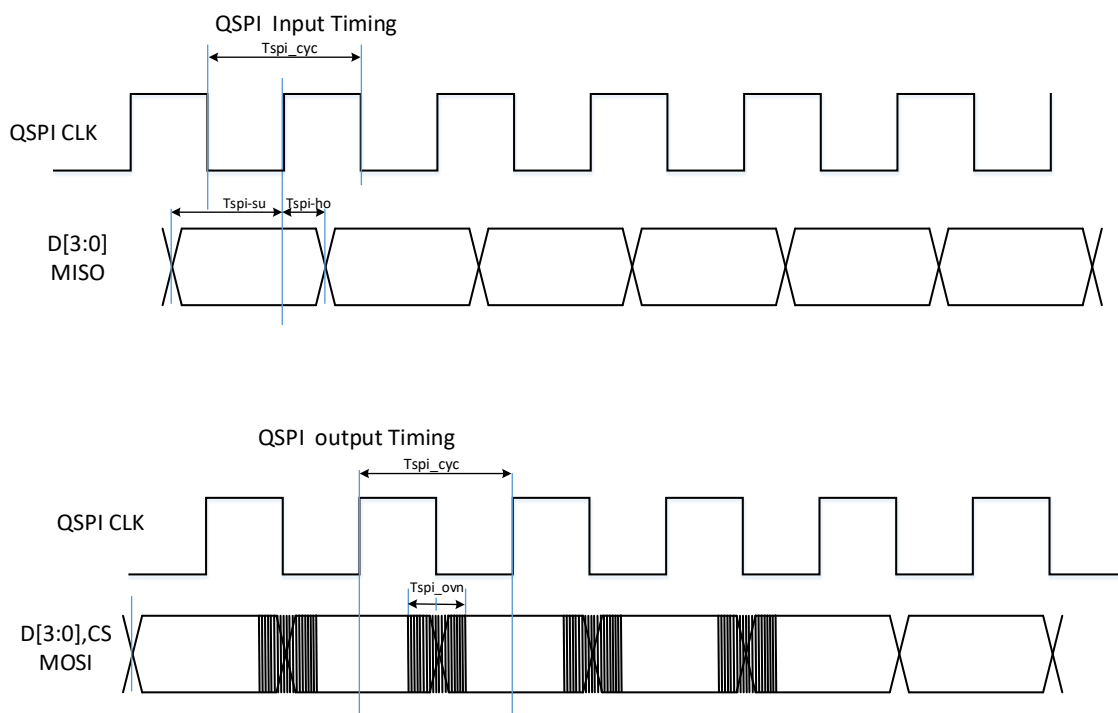 QSPI  Input Timing
Tspi_cyc
QSPI CLK
Tspi-su
Tspi-ho
D[3:0]
MISO
QSPI  output Timing
Tspi_cyc
QSPI CLK
Tspi_ovn
D[3:0],CS
MOSI